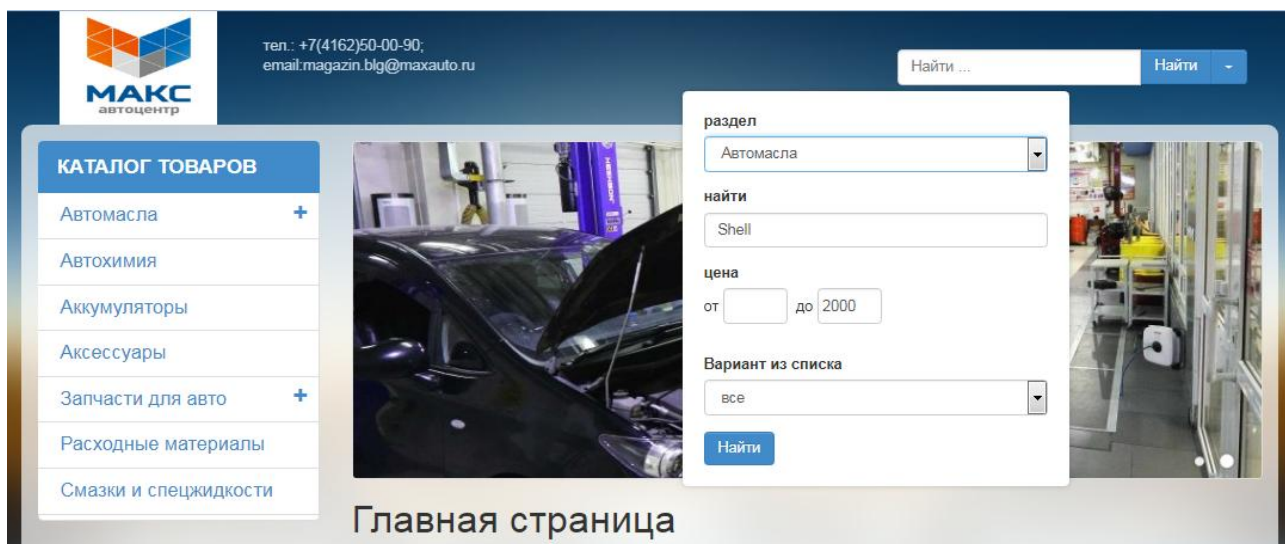 МАКС
автоцентр
тел.: +7(4162)50-00-90;
email:magazin.blg@maxauto.ru
Найти ...
Найти
КАТАЛОГ ТОВАРОВ
Автомасла +
Автохимия
Аккумуляторы
Аксессуары
Запчасти для авто +
Расходные материалы
Смазки и спецжидкости
раздел
Автомасла
найти
Shell
цена
от до 2000
Вариант из списка
все
Найти
Главная страница